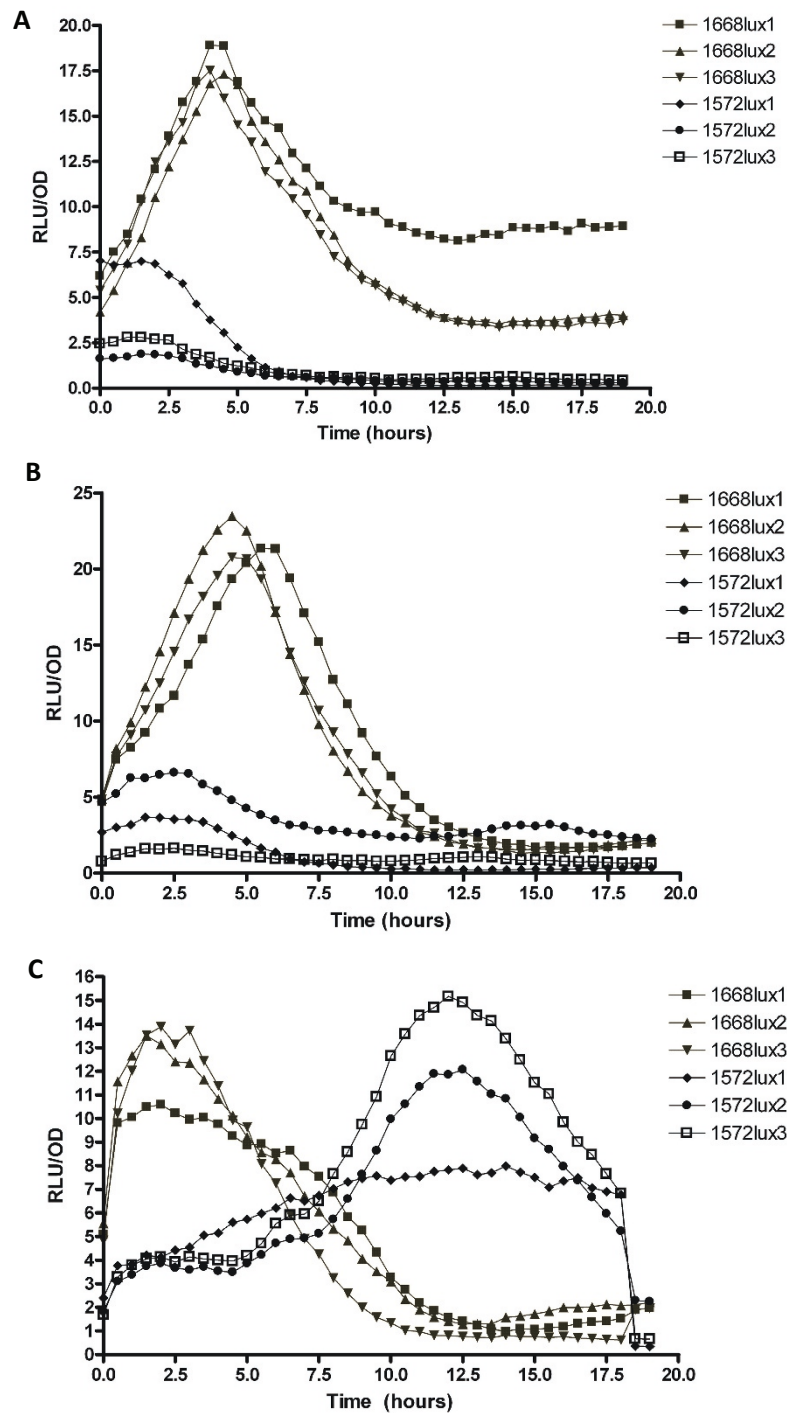 A
20.0
17.5
15.0
12.5
10.0
7.5
5.0
2.5
0.0
RLU/OD
0.0 2.5 5.0 7.5 10.0 12.5 15.0 17.5 20.0
Time (hours)
1668lux1
1668lux2
1668lux3
1572lux1
1572lux2
1572lux3
B
25
20
15
10
5
0
RLU/OD
0.0 2.5 5.0 7.5 10.0 12.5 15.0 17.5 20.0
Time (hours)
1668lux1
1668lux2
1668lux3
1572lux1
1572lux2
1572lux3
C
16
15
14
13
12
11
10
9
8
7
6
5
4
3
2
1
0
RLU/OD
0.0 2.5 5.0 7.5 10.0 12.5 15.0 17.5 20.0
Time (hours)
1668lux1
1668lux2
1668lux3
1572lux1
1572lux2
1572lux3